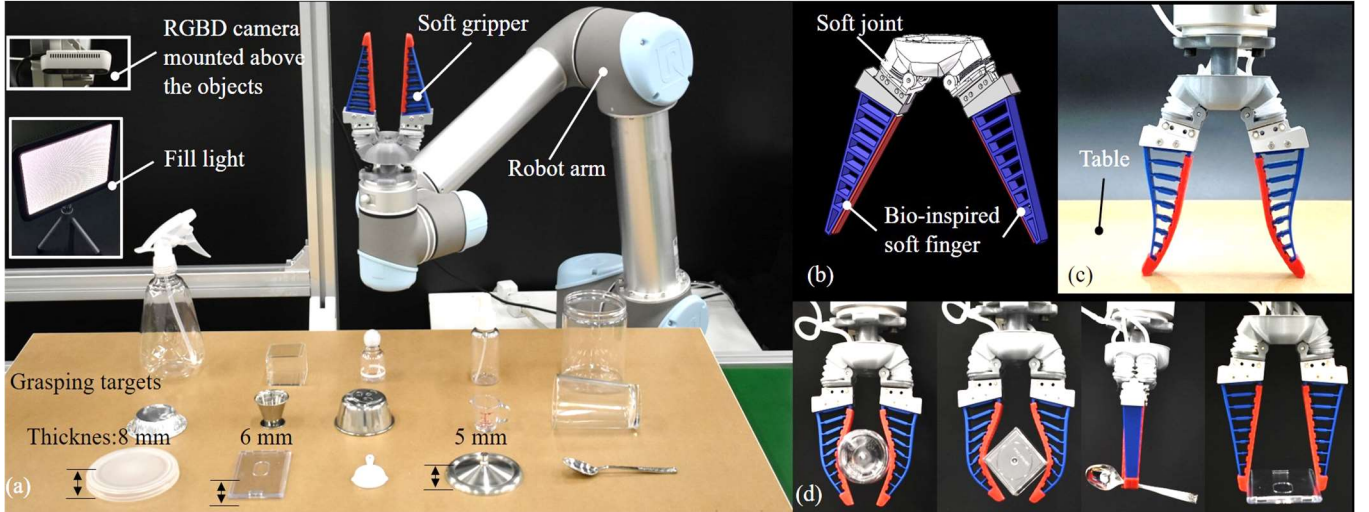 RGBD camera
mounted above
the objects
Soft gripper
Fill light
Robot arm
Grasping targets
Thicknes:8 mm
6 mm
5 mm
(a)
Soft joint
Bio-inspired
soft finger
(b)
Table
(c)
(d)